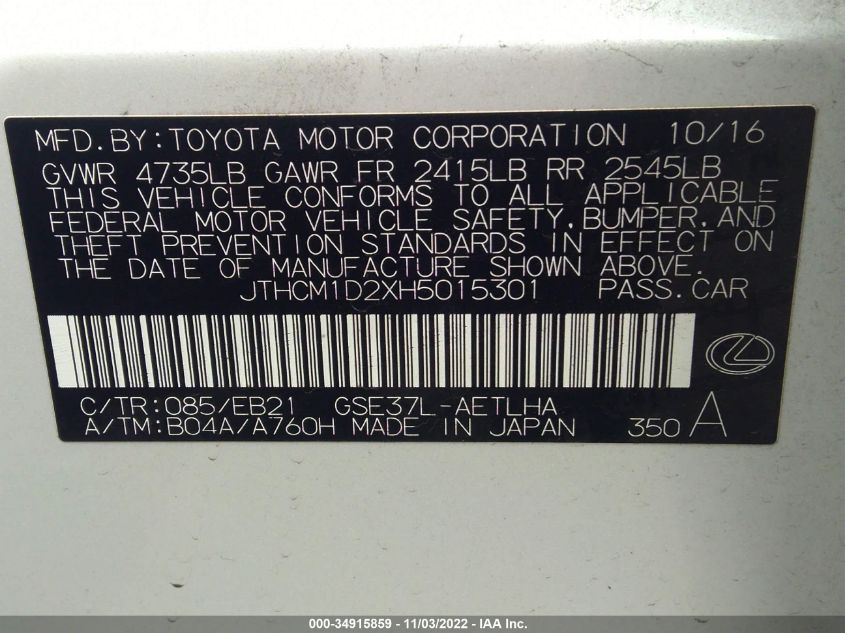 MFD. BY: TOYOTA MOTOR CORPORATION 10/16
GVWR 4735LB GAWR FR 2415LB RR 2545LB
THIS VEHICLE CONFORMS TO ALL APPLICABLE
FEDERAL MOTOR VEHICLE SAFETY, BUMPER, AND
THEFT PREVENTION STANDARDS IN EFFECT ON
THE DATE OF MANUFACTURE SHOWN ABOVE.
JTHCM1D2XH5015301 PASS. CAR
C/TR: 085/EB21 GSE37L-AETLHA
A/TM: B04A/A760H MADE IN JAPAN 350 A
000-34915859 - 11/03/2022 - IAA Inc.